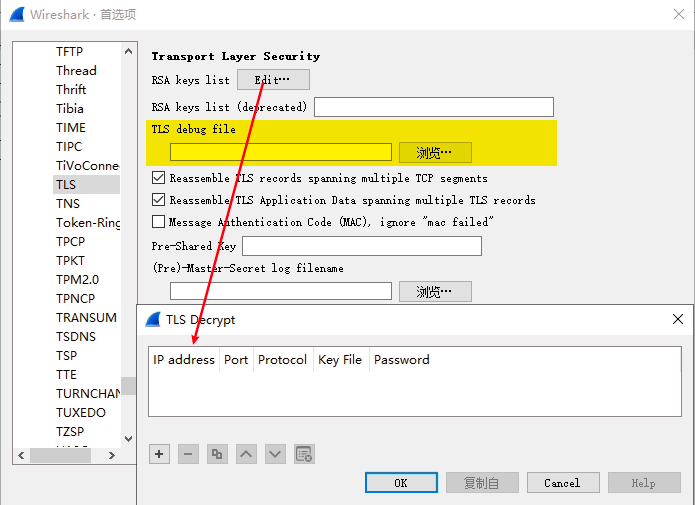 Wireshark · 首选项
TFTP
Thread
Thrift
Tibia
TIME
TIPC
TiVoConne
TLS
TNS
Token-Ring
TPCP
TPKT
TPM2.0
TPNCP
TRANSUM
TSDNS
TSP
TTE
TURNCHAN
TUXEDO
TZSP
Transport Layer Security
RSA keys list Edit…
RSA keys list (deprecated)
TLS debug file
浏览…
Reassemble TLS records spanning multiple TCP segments
Reassemble TLS Application Data spanning multiple TLS records
Message Authentication Code (MAC), ignore "mac failed"
Pre-Shared Key
(Pre)-Master-Secret log filename
浏览…
TLS Decrypt
IP address Port Protocol Key File Password
OK 复制自 Cancel Help